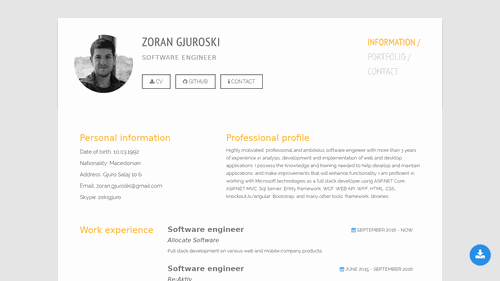 ZORAN GJUROSKI
SOFTWARE ENGINEER
CV
GITHUB
CONTACT
INFORMATION /
PORTFOLIO /
CONTACT
Personal information
Date of birth: 10.03.1992
Nationality: Macedonian
Address: Gjuro Salaj 10 6
Email: zoran.gjuroski@gmail.com
Skype: zokigjuro
Professional profile
Highly motivated, professional and ambitious software engineer with more than 3 years
of experience in analysis, development and implementation of web and desktop
applications. I possess the knowledge and training needed to help develop and maintain
applications, and make improvements that will enhance functionality. I am proficient in
working with Microsoft technologies as a full stack developer using ASP.NET Core,
ASP.NET MVC, Sql Server, Entity framework, WCF, WEB API, WPF, HTML, CSS,
knockout.js/angular, Bootstrap, and many other tools, framework, libraries.
Work experience
Software engineer
SEPTEMBER 2016 - NOW
Allocate Software
Full stack development on various web and mobile company products.
Software engineer
JUNE 2015 - SEPTEMBER 2016
Re:Aktiv